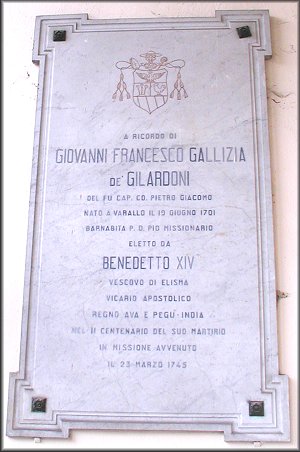 A RICORDO DI
GIOVANNI FRANCESCO GALLIZIA
DE' GILARDONI
DEL FU CAP. CO. PIETRO GIACOMO
NATO A VARALLO IL 19 GIUGNO 1701
BARNABITA P. D. PIO MISSIONARIO
ELETTO DA
BENEDETTO XIV
VESCOVO DI ELISMA
VICARIO APOSTOLICO
REGNO AVA E PEGU-INDIA
NEL II CENTENARIO DEL SUO MARTIRIO
IN MISSIONE AVVENUTO
IL 23 MARZO 1745